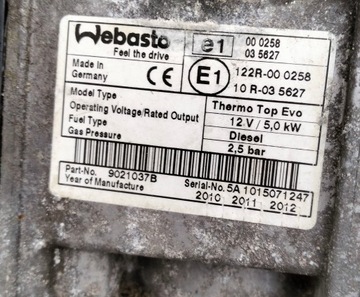 Webasto
Feel the drive
e1
00 0258
03 5627
Made in
Germany
CE
E1
122R-00 0258
10 R-03 5627
Model Type
Thermo Top Evo
Operating Voltage/Rated Output
12 V / 5,0 kW
Fuel Type
Diesel
Gas Pressure
2,5 bar
Part-No. 9021037B
Serial-No. 5A 1015071247
Year of Manufacture
2010 2011 2012